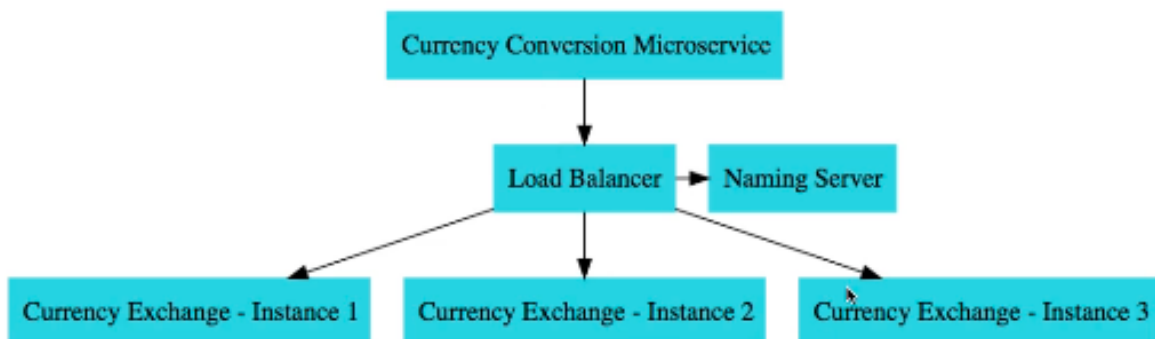 Currency Conversion Microservice
Load Balancer
Naming Server
Currency Exchange - Instance 1
Currency Exchange - Instance 2
Currency Exchange - Instance 3